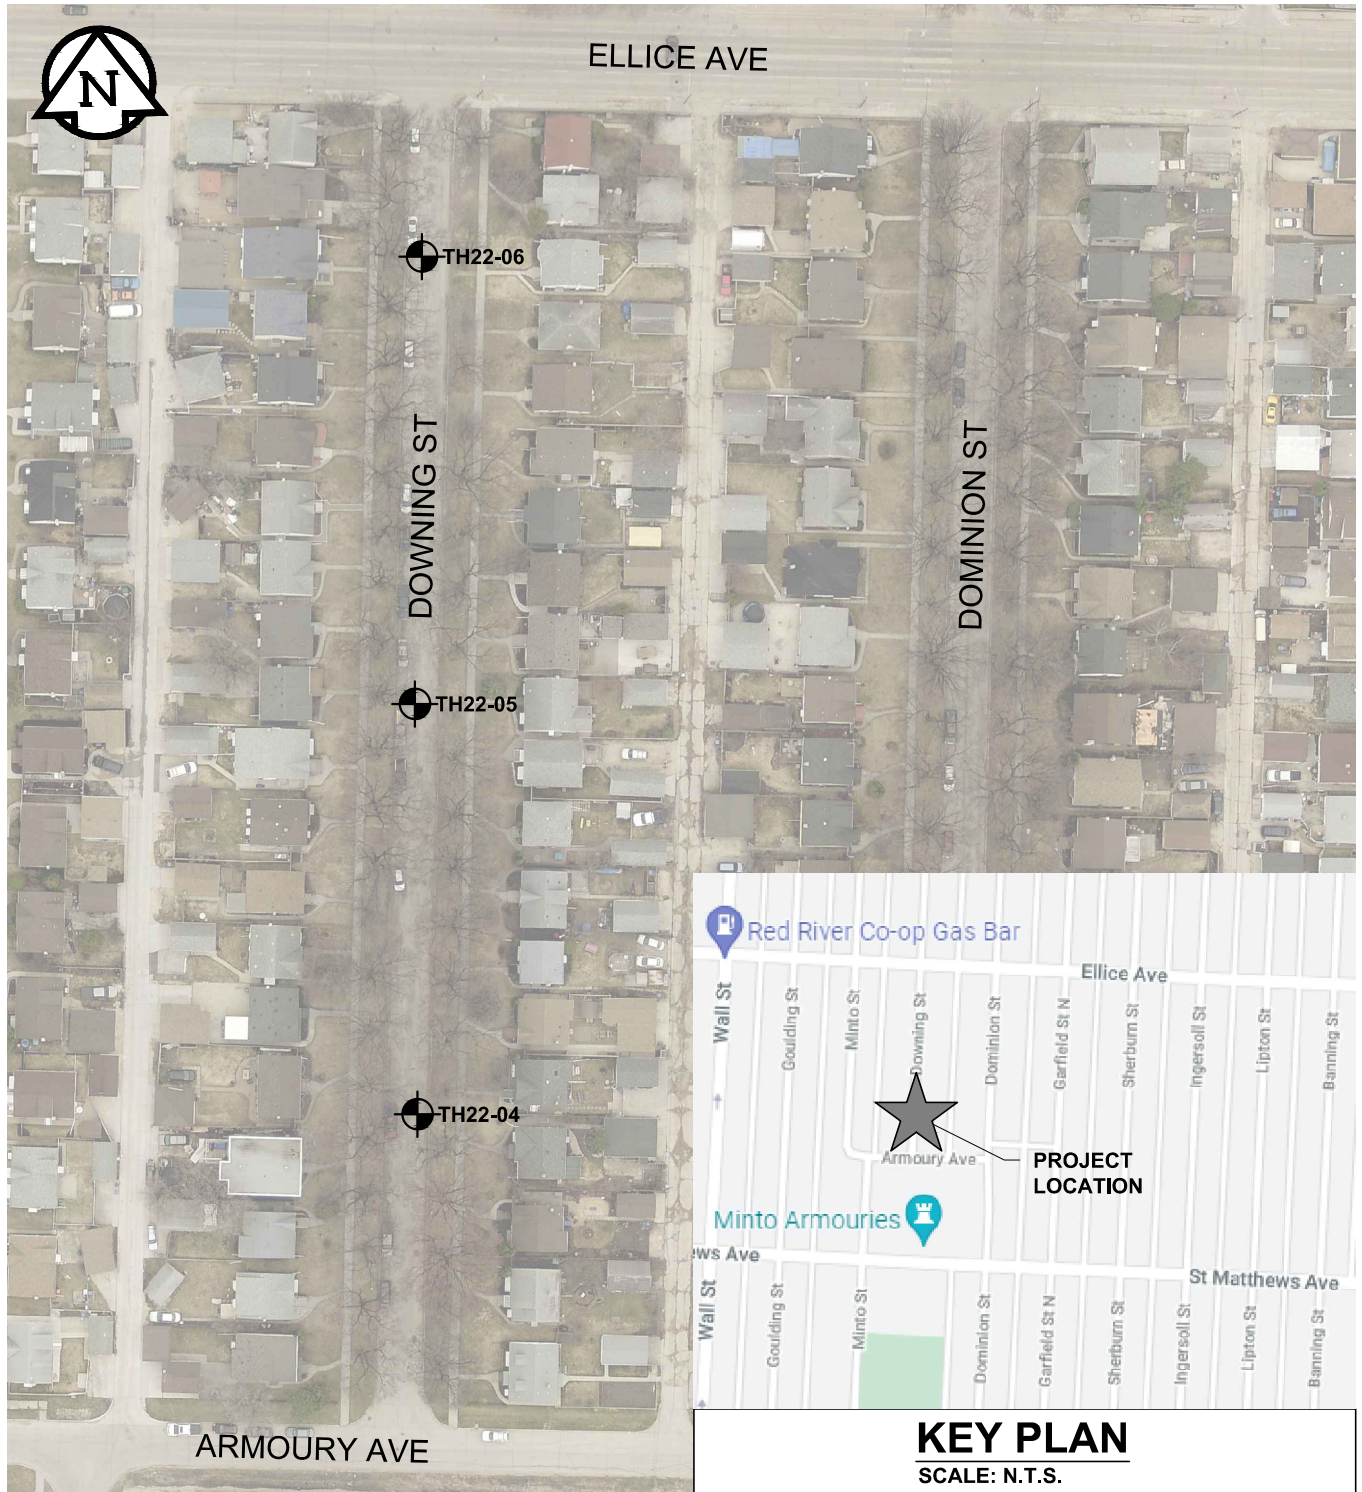 ELLICE AVE
N
TH22-06
DOWNING ST
DOMINION ST
TH22-05
TH22-04
ARMOURY AVE
Red River Co-op Gas Bar
Ellice Ave
Wall St
Goulding St
Minto St
Downing St
Dominion St
Garfield St N
Sherburn St
Ingersoll St
Lipton St
Banning St
Armoury Ave
PROJECT
LOCATION
Minto Armouries
ews Ave
St Matthews Ave
Wall St
Goulding St
Minto St
Dominion St
Garfield St N
Sherburn St
Ingersoll St
Lipton St
Banning St
KEY PLAN
SCALE: N.T.S.